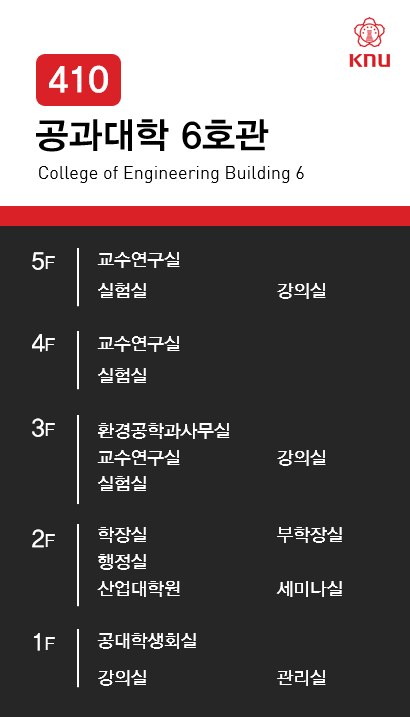 KNU
410
공과대학 6호관
College of Engineering Building 6
5F 교수연구실
실험실 강의실
4F 교수연구실
실험실
3F 환경공학과사무실
교수연구실 강의실
실험실
2F 학장실 부학장실
행정실
산업대학원 세미나실
1F 공대학생회실
강의실 관리실